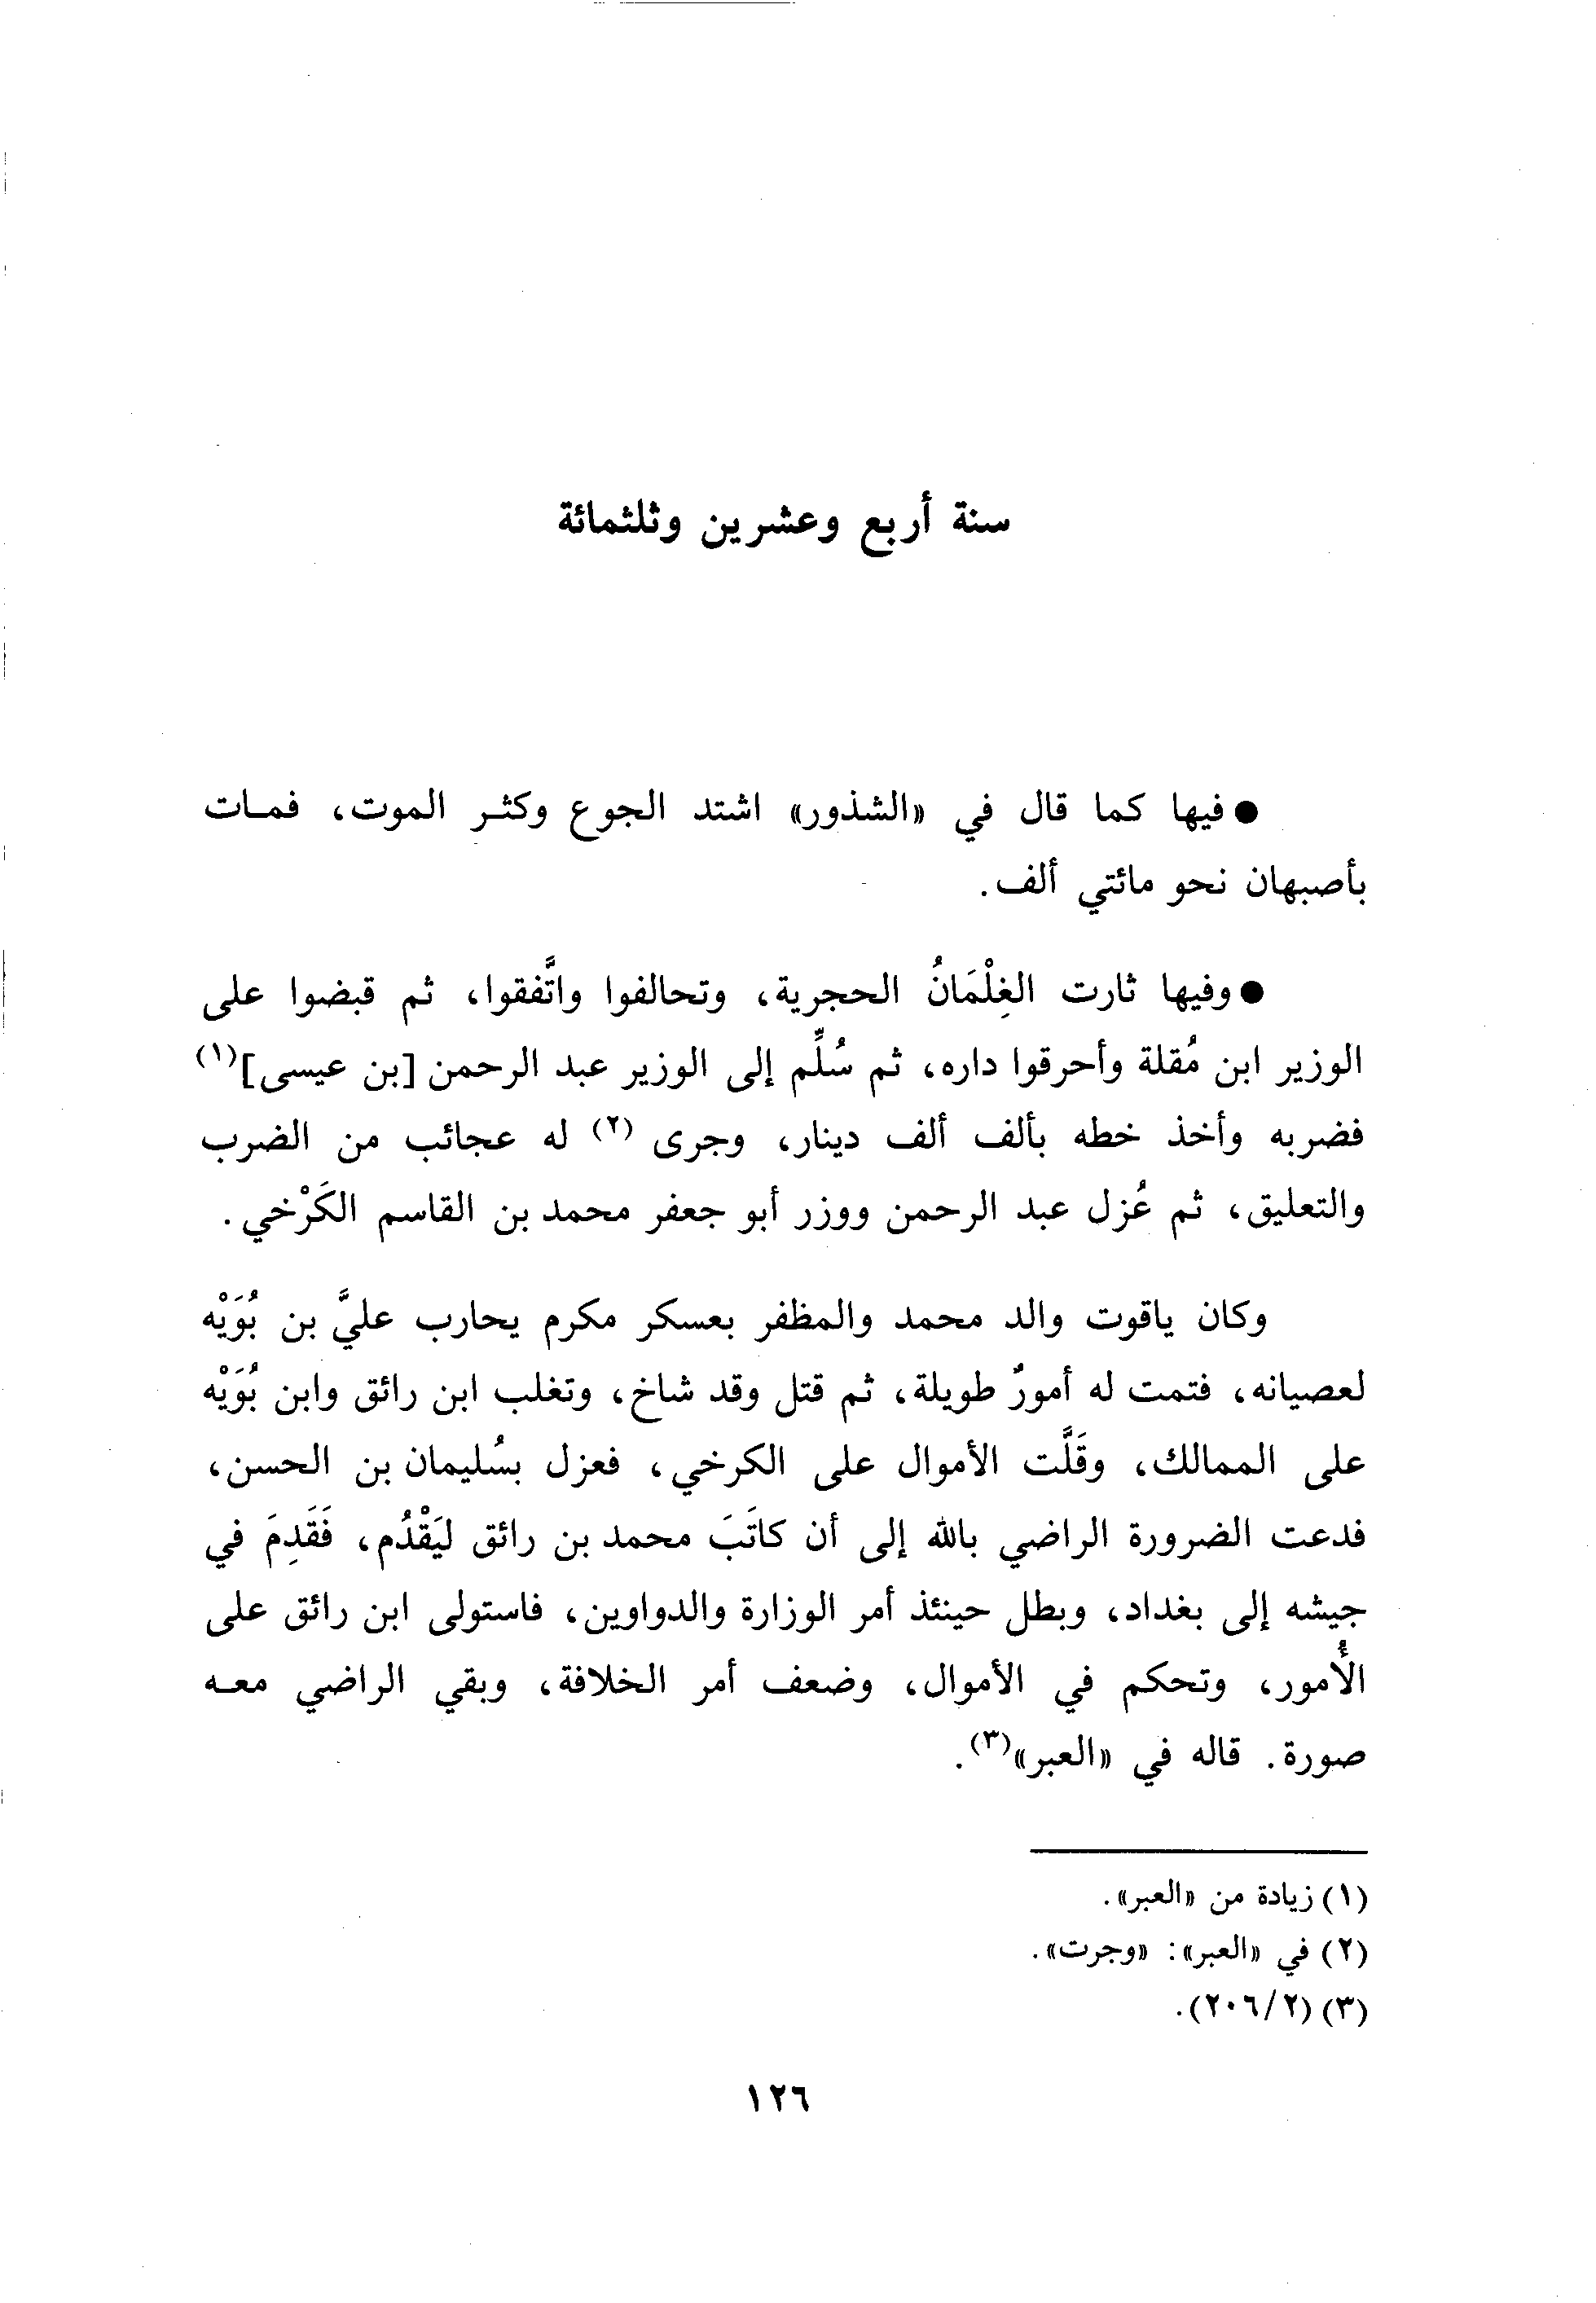 سنة أربع وعشرين وثلثمائة
● فيها كما قال في «الشذور» اشتد الجوع وكثـر الموت، فمـات
بأصبهان نحو مائتي ألف.
● وفيها ثارت الغِلْمَانُ الحجرية، وتحالفوا واتَّفقوا، ثم قبضوا على
الوزير ابن مُقلة وأحرقوا داره، ثم سُلِّم إلى الوزير عبد الرحمن [بن عيسى](١)
فضربه وأخذ خطه بألف ألف دينار، وجرى (٢) له عجائب من الضرب
والتعليق، ثم عُزل عبد الرحمن ووزر أبو جعفر محمد بن القاسم الكَرْخي.
وكان ياقوت والد محمد والمظفر بعسكر مكرم يحارب عليَّ بن بُوَيْه
لعصيانه، فتمت له أمورٌ طويلة، ثم قتل وقد شاخ، وتغلب ابن رائق وابن بُوَيْه
على الممالك، وقَلَّت الأموال على الكرخي، فعزل بسُليمان بن الحسن،
فدعت الضرورة الراضي بالله إلى أن كاتَبَ محمد بن رائق ليَقْدُم، فَقَدِمَ في
جيشه إلى بغداد، وبطل حينئذ أمر الوزارة والدواوين، فاستولى ابن رائق على
الأُمور، وتحكم في الأموال، وضعف أمر الخلافة، وبقي الراضي معـه
صورة. قاله في «العبر»(٣).
(١) زيادة من «العبر».
(٢) في «العبر»: «وجرت».
(٣) (٢/٢٠٦).
١٢٦